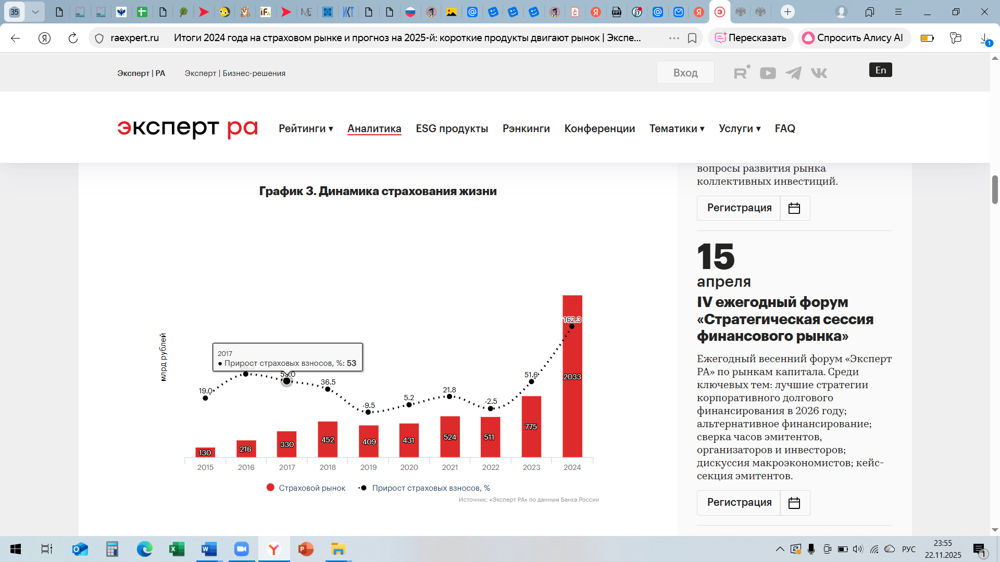 35
raexpert.ru Итоги 2024 года на страховом рынке и прогноз на 2025-й: короткие продукты двигают рынок | Экспе...
Пересказать
Спросить Алису AI
1
Эксперт | РА
Эксперт | Бизнес-решения
Вход
En
эксперт ра
Рейтинги ▾
Аналитика
ESG продукты
Рэнкинги
Конференции
Тематики ▾
Услуги ▾
FAQ
График 3. Динамика страхования жизни
млрд рублей
162.3
2033
2017
● Прирост страховых взносов, %: 53
19.0
53.0
36.5
-9.5
5.2
21.8
-2.5
51.6
130
216
330
452
409
431
524
511
775
2015
2016
2017
2018
2019
2020
2021
2022
2023
2024
Страховой рынок
Прирост страховых взносов, %
Источник: «Эксперт РА» по данным Банка России
вопросы развития рынка
коллективных инвестиций.
Регистрация
15
апреля
IV ежегодный форум
«Стратегическая сессия
финансового рынка»
Ежегодный весенний форум «Эксперт
РА» по рынкам капитала. Среди
ключевых тем: лучшие стратегии
корпоративного долгового
финансирования в 2026 году;
альтернативное финансирование;
сверка часов эмитентов,
организаторов и инвесторов;
дискуссия макроэкономистов; кейс-
секция эмитентов.
Регистрация
РУС
23:55
22.11.2025
1